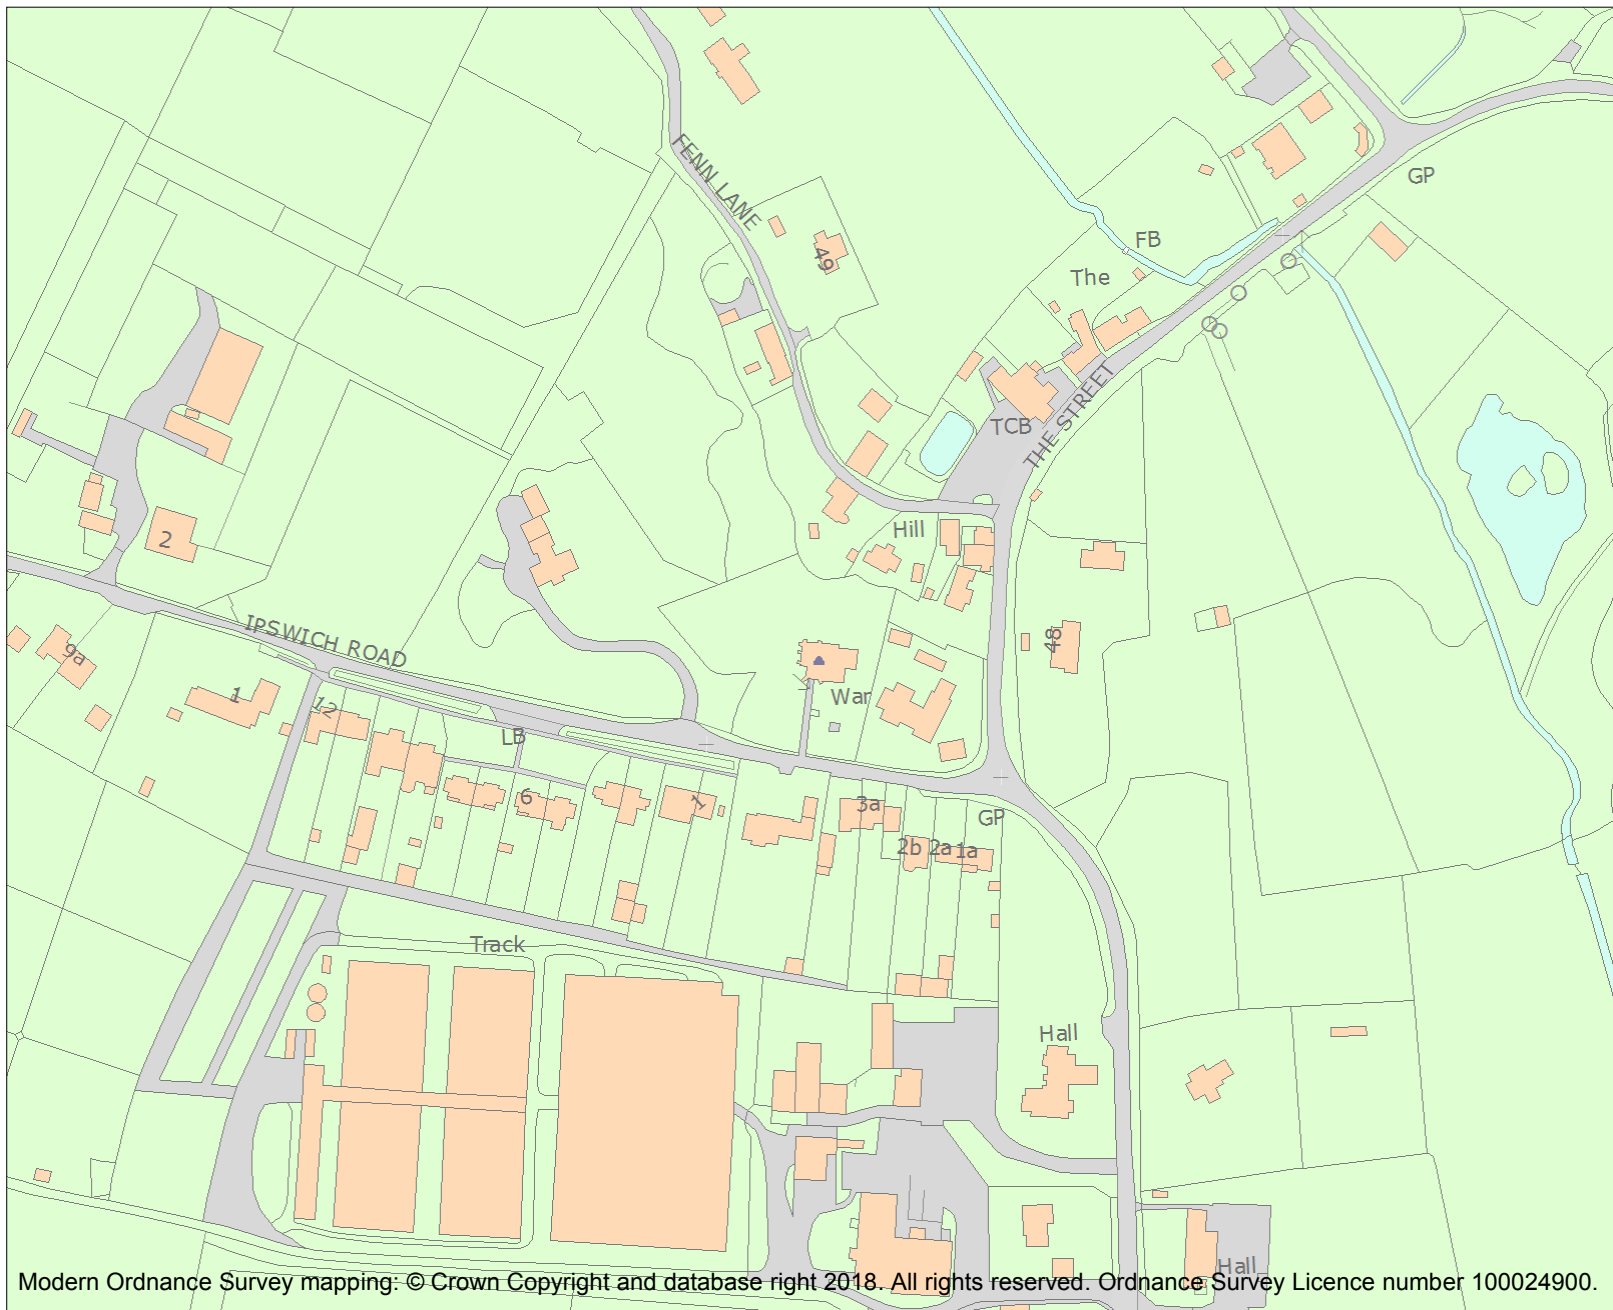 FENN LANE
GP
49
FB
The
TCB
THE STREET
2
Hill
IPSWICH ROAD
9a
1
12
48
War
LB
6
1
3a
GP
2b 2a 1a
Track
Hall
Hall
Modern Ordnance Survey mapping: © Crown Copyright and database right 2018. All rights reserved. Ordnance Survey Licence number 100024900.